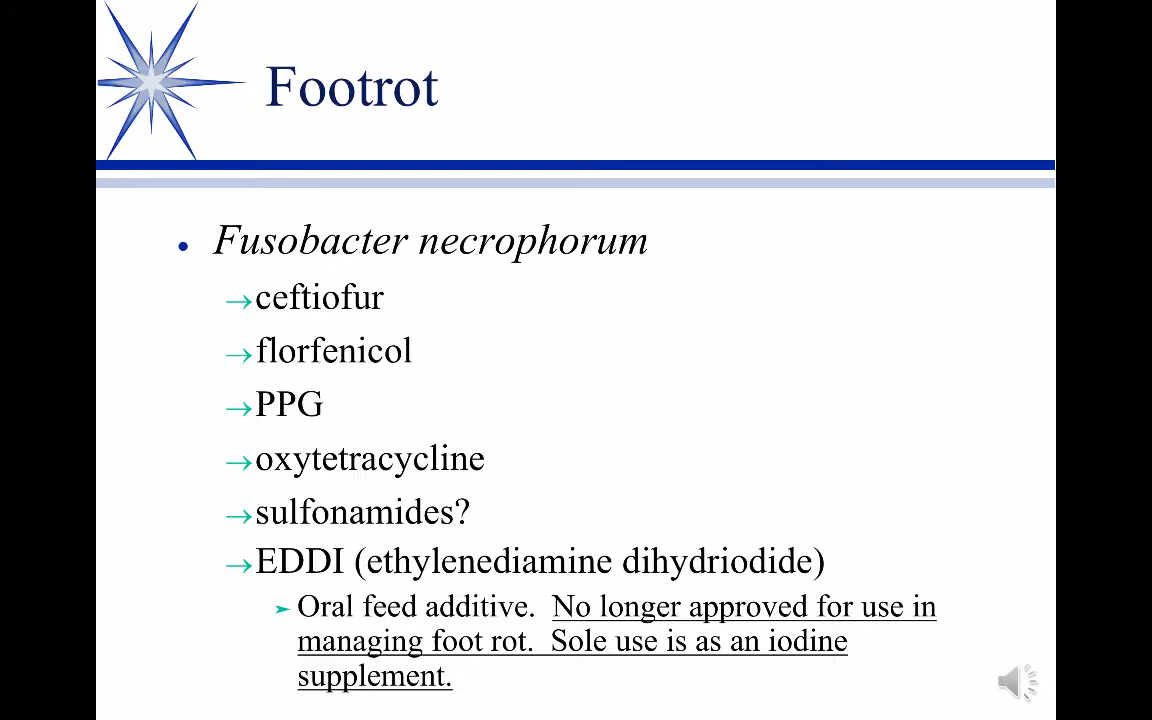 Footrot
• Fusobacter necrophorum
→ceftiofur
→florfenicol
→PPG
→oxytetracycline
→sulfonamides?
→EDDI (ethylenediamine dihydriodide)
➢ Oral feed additive. No longer approved for use in
managing foot rot. Sole use is as an iodine
supplement.